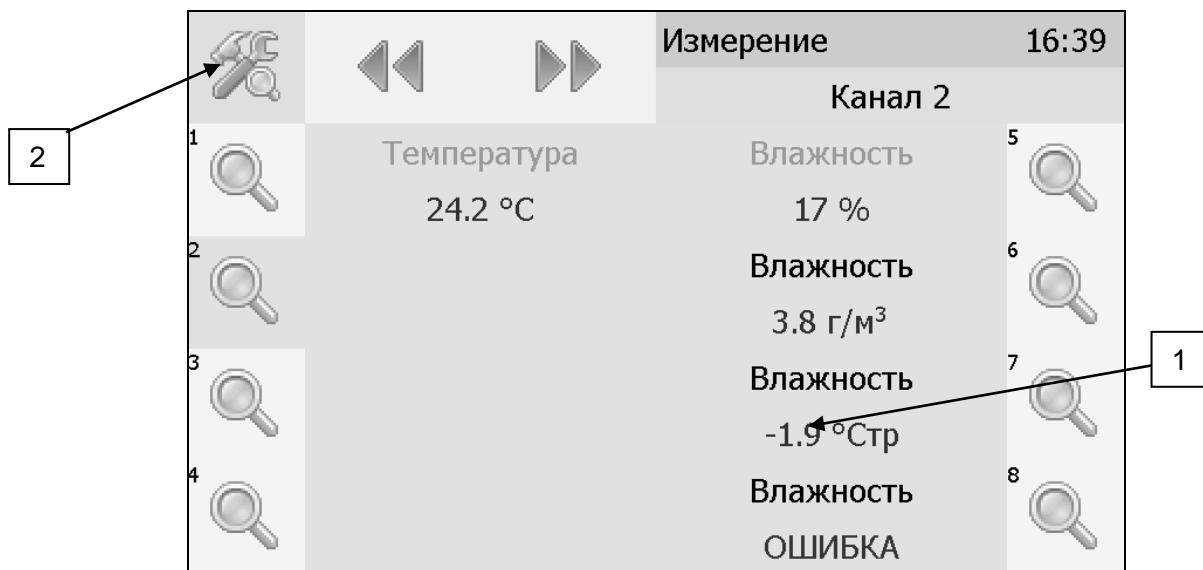 Измерение 16:39
Канал 2
2
1 Температура Влажность 5
24.2 °C 17 %
2 Влажность 6
3.8 г/м³
3 Влажность 7
1
-1.9 °Cтр
4 Влажность 8
ОШИБКА